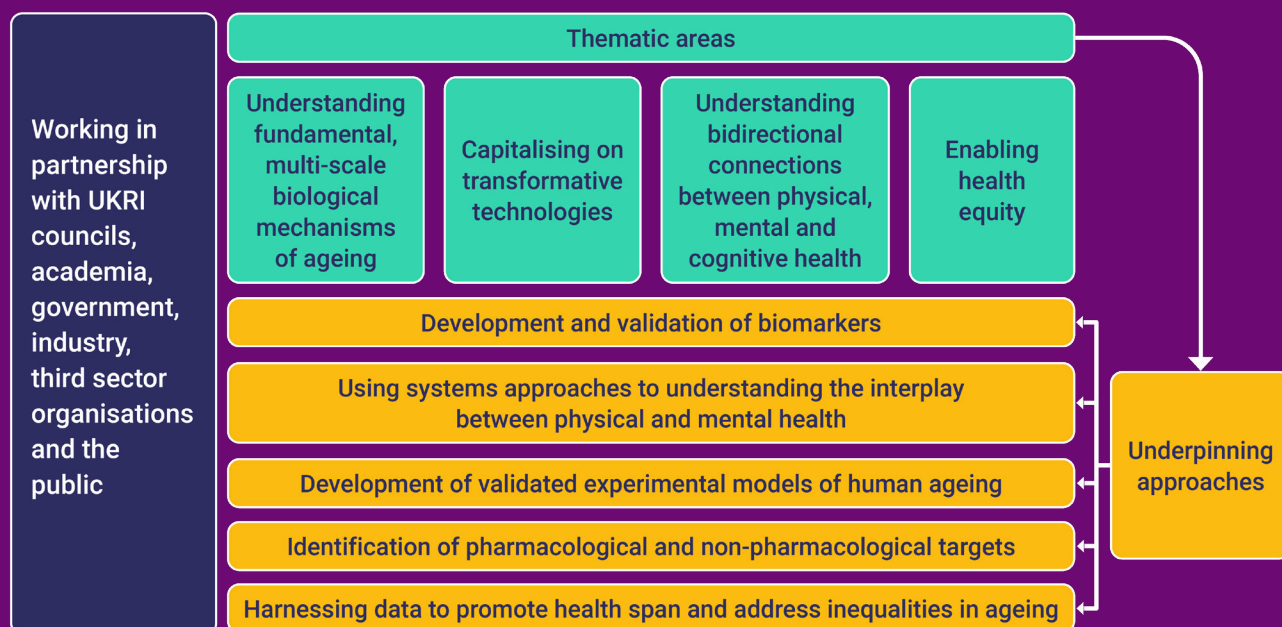 Working in
partnership
with UKRI
councils,
academia,
government,
industry,
third sector
organisations
and the
public
Thematic areas
Understanding
fundamental,
multi-scale
biological
mechanisms
of ageing
Capitalising on
transformative
technologies
Understanding
bidirectional
connections
between physical,
mental and
cognitive health
Enabling
health
equity
Development and validation of biomarkers
Using systems approaches to understanding the interplay
between physical and mental health
Development of validated experimental models of human ageing
Identification of pharmacological and non-pharmacological targets
Harnessing data to promote health span and address inequalities in ageing
Underpinning
approaches